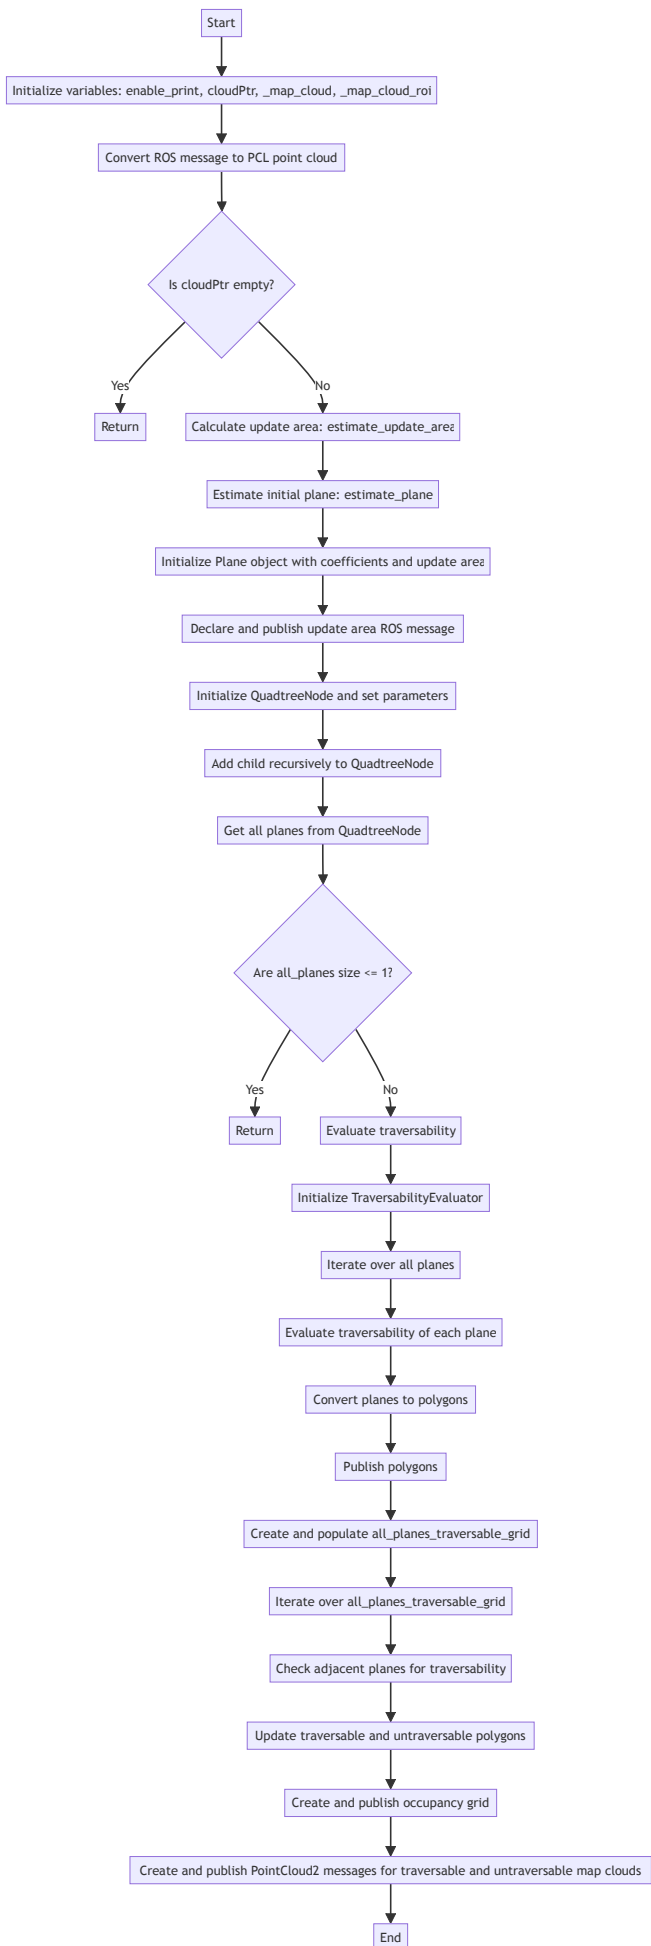 Start
Initialize variables: enable_print, cloudPtr, _map_cloud, _map_cloud_roi
Convert ROS message to PCL point cloud
Is cloudPtr empty?
Yes
No
Return
Calculate update area: estimate_update_area
Estimate initial plane: estimate_plane
Initialize Plane object with coefficients and update area
Declare and publish update area ROS message
Initialize QuadtreeNode and set parameters
Add child recursively to QuadtreeNode
Get all planes from QuadtreeNode
Are all_planes size <= 1?
Yes
No
Return
Evaluate traversability
Initialize TraversabilityEvaluator
Iterate over all planes
Evaluate traversability of each plane
Convert planes to polygons
Publish polygons
Create and populate all_planes_traversable_grid
Iterate over all_planes_traversable_grid
Check adjacent planes for traversability
Update traversable and untraversable polygons
Create and publish occupancy grid
Create and publish PointCloud2 messages for traversable and untraversable map clouds
End